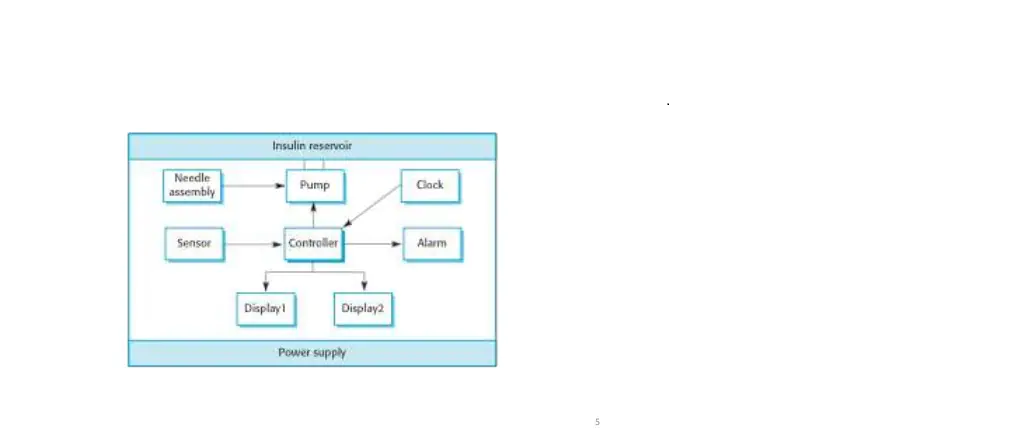 Insulin reservoir
Needle
assembly
Pump
Clock
Sensor
Controller
Alarm
Display1
Display2
Power supply
5